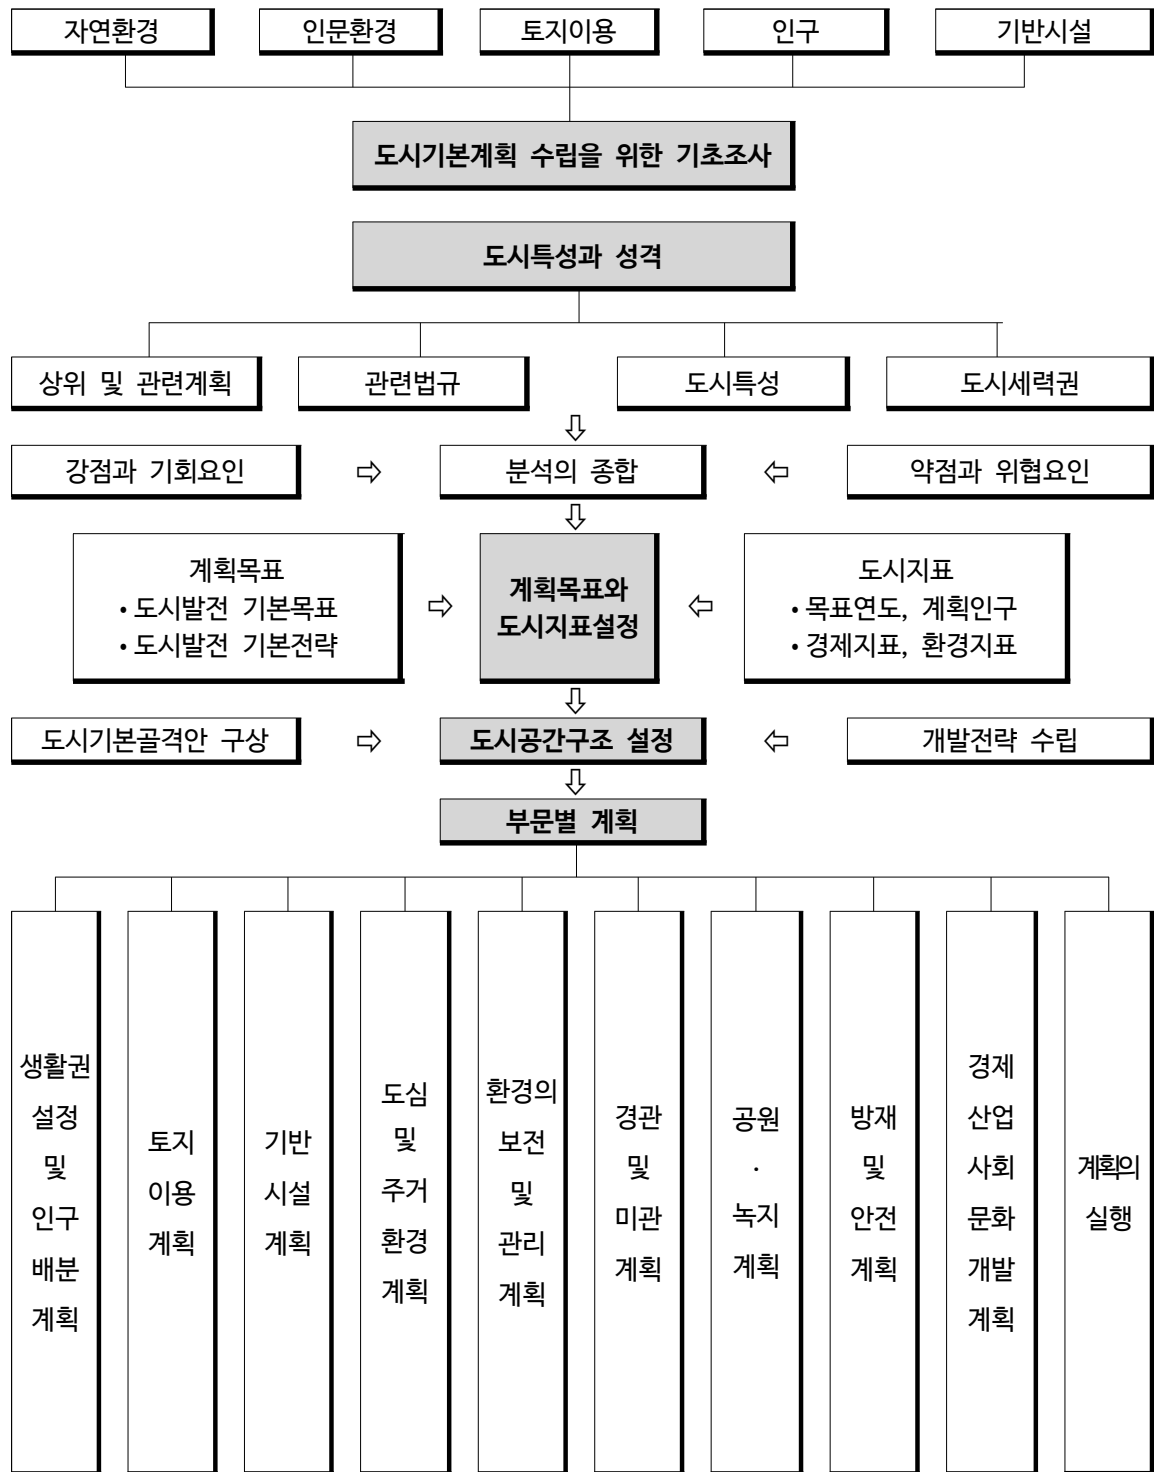 자연환경
인문환경
토지이용
인구
기반시설
도시기본계획 수립을 위한 기초조사
도시특성과 성격
상위 및 관련계획
관련법규
도시특성
도시세력권
강점과 기회요인
분석의 종합
약점과 위협요인
계획목표
• 도시발전 기본목표
• 도시발전 기본전략
계획목표와
도시지표설정
도시지표
• 목표연도, 계획인구
• 경제지표, 환경지표
도시기본골격안 구상
도시공간구조 설정
개발전략 수립
부문별 계획
생활권
설정
및
인구
배분
계획
토지
이용
계획
기반
시설
계획
도심
및
주거
환경
계획
환경의
보전
및
관리
계획
경관
및
미관
계획
공원
·
녹지
계획
방재
및
안전
계획
경제
산업
사회
문화
개발
계획
계획의
실행